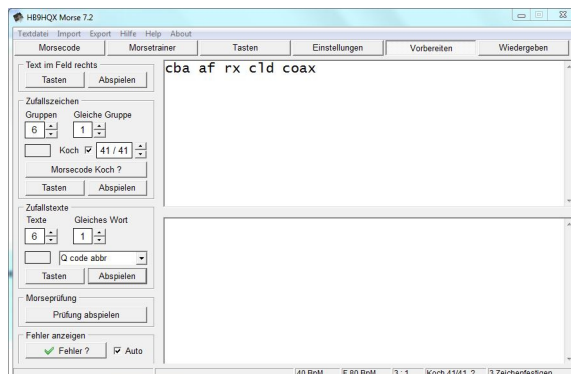 HB9HQX Morse 7.2
Textdatei Import Export Hilfe Help About
Morsecode Morsetrainer Tasten Einstellungen Vorbereiten Wiedergeben
Text im Feld rechts
Tasten Abspielen
cba af rx cld coax
Zufallszeichen
Gruppen Gleiche Gruppe
6 1
Koch 41 / 41
Morsecode Koch ?
Tasten Abspielen
Zufallstexte
Texte Gleiches Wort
6 1
Q code abbr
Tasten Abspielen
Morseprüfung
Prüfung abspielen
Fehler anzeigen
Fehler ? Auto
40 BpM F 80 BpM 3 : 1 Koch 41/41 2 3 Zeichenfestigen